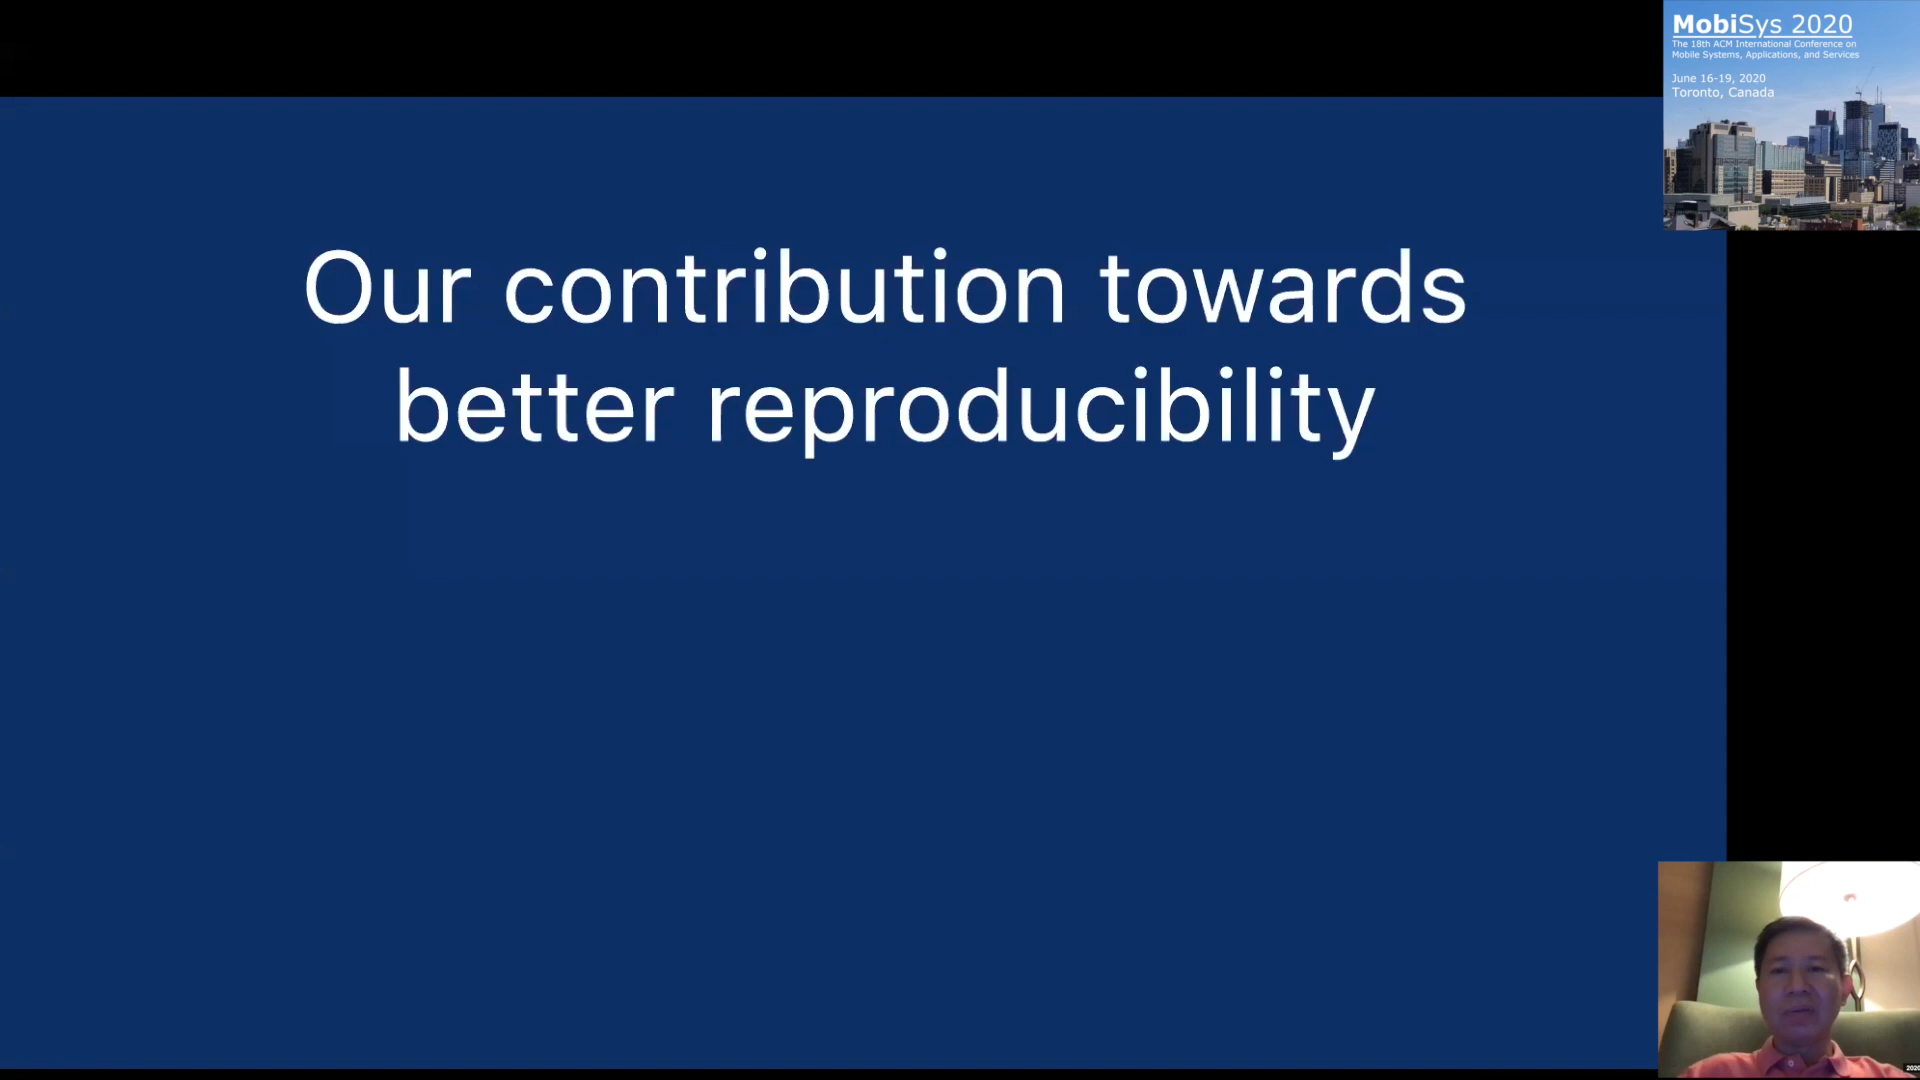 MobiSys 2020
The 18th ACM International Conference on
Mobile Systems, Applications, and Services
June 16-19, 2020
Toronto, Canada
Our contribution towards
better reproducibility